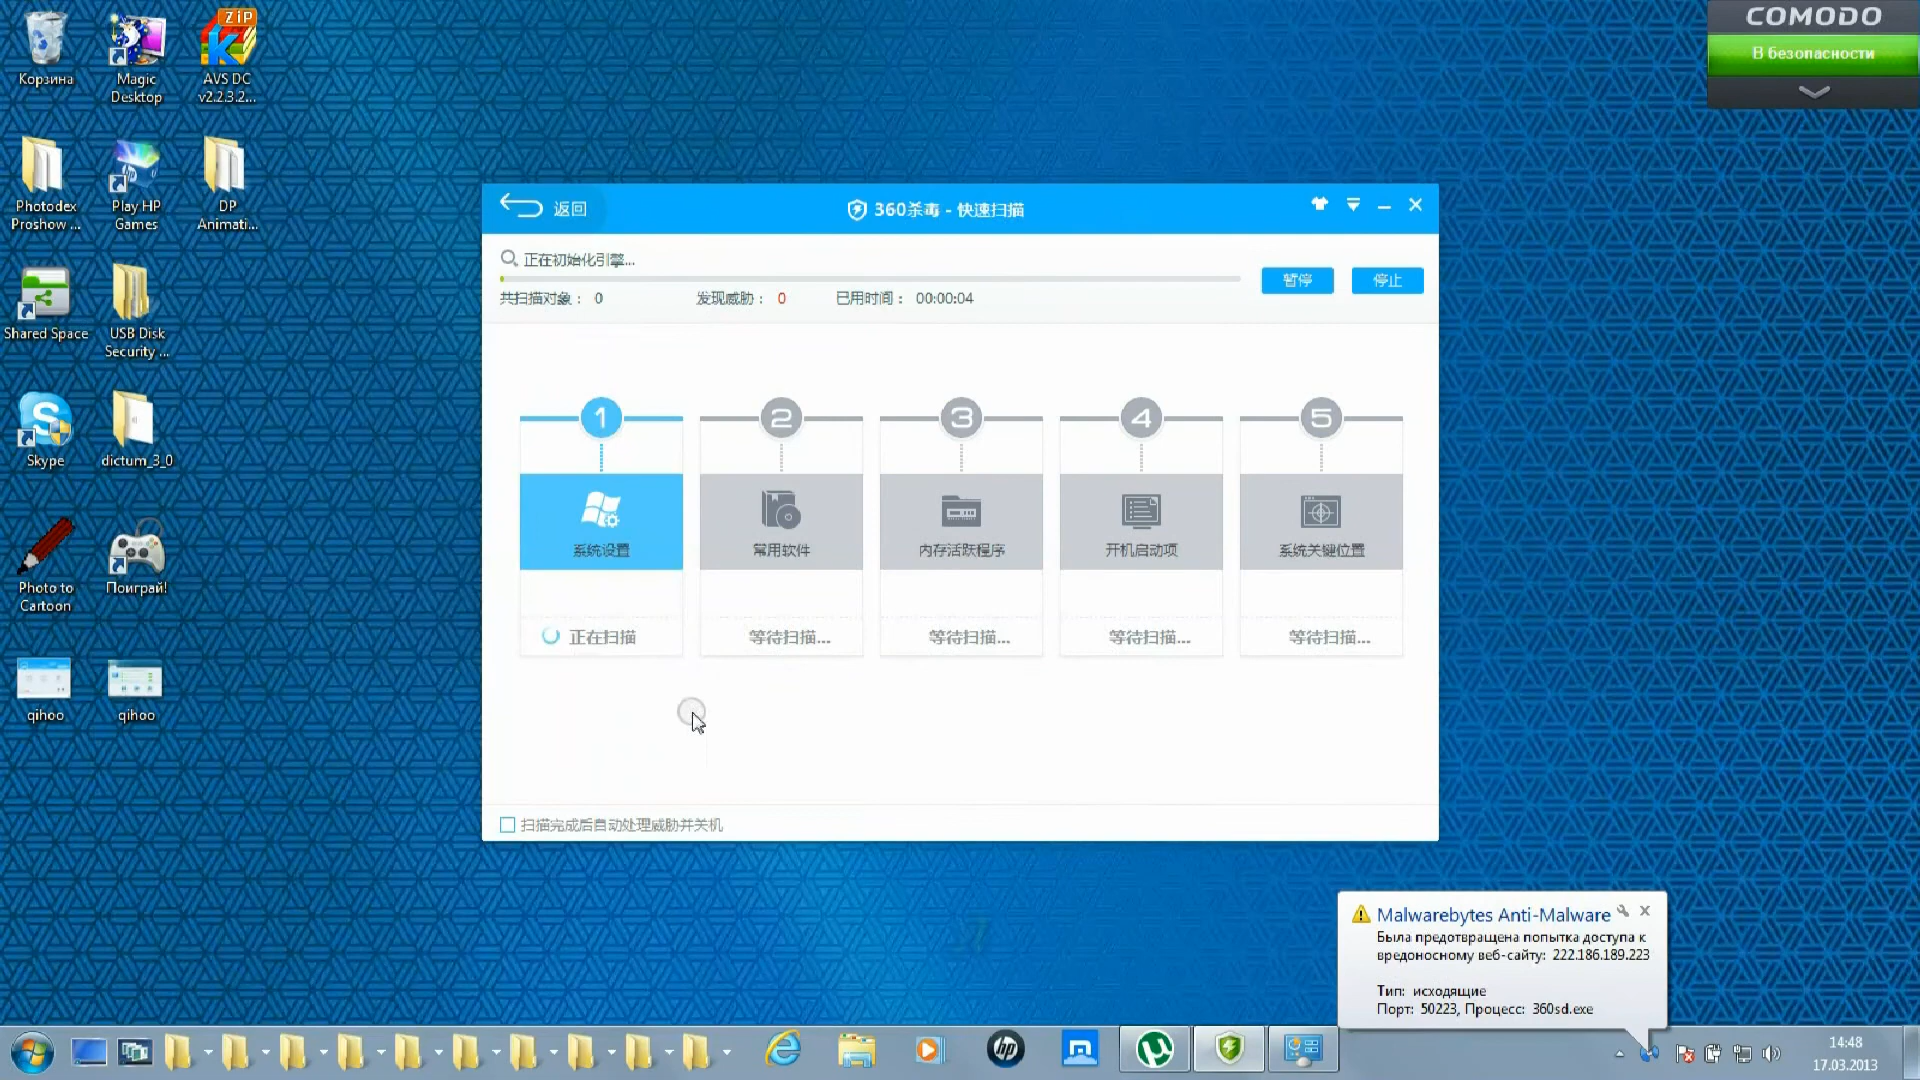 Корзина
Magic
Desktop
ZIP
AVS DC
v2.2.3.2...
Photodex
Proshow ...
Play HP
Games
DP
Animati...
Shared Space
USB Disk
Security ...
Skype
dictum_3_0
Photo to
Cartoon
Поиграй!
qihoo
qihoo
COMODO
В безопасности
返回
360杀毒 - 快速扫描
正在初始化引擎...
共扫描对象： 0
发现威胁： 0
已用时间： 00:00:04
暂停
停止
1
2
3
4
5
系统设置
常用软件
内存活跃程序
开机启动项
系统关键位置
正在扫描
等待扫描...
等待扫描...
等待扫描...
等待扫描...
扫描完成后自动处理威胁并关机
Malwarebytes Anti-Malware
Была предотвращена попытка доступа к
вредоносному веб-сайту: 222.186.189.223
Тип: исходящие
Порт: 50223, Процесс: 360sd.exe
hp
14:48
17.03.2013